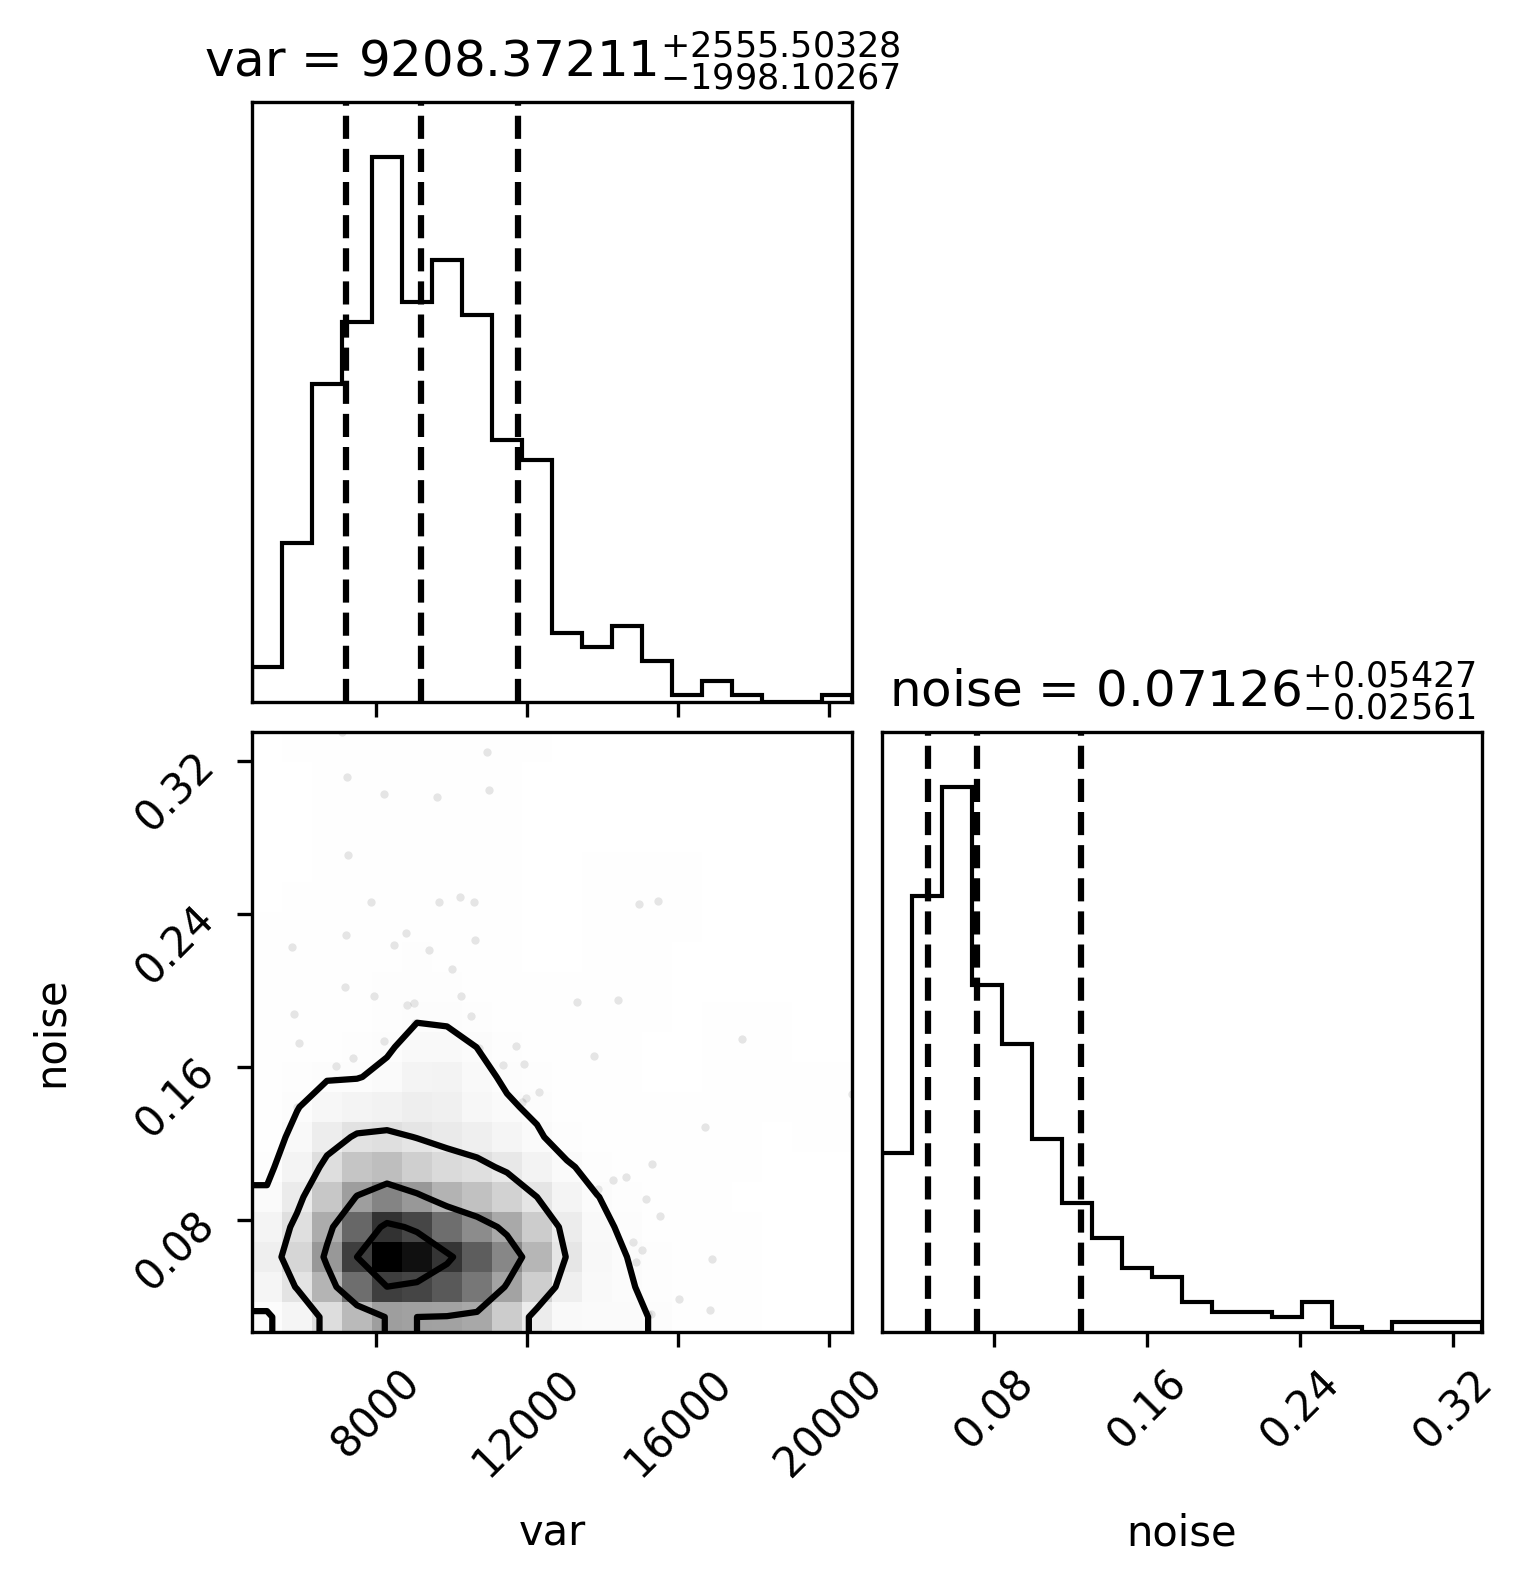 var = 9208.37211+2555.50328−1998.10267
noise = 0.07126+0.05427−0.02561
0.32
0.24
0.16
0.08
noise
8000 12000 16000 20000 0.08 0.16 0.24 0.32
var noise